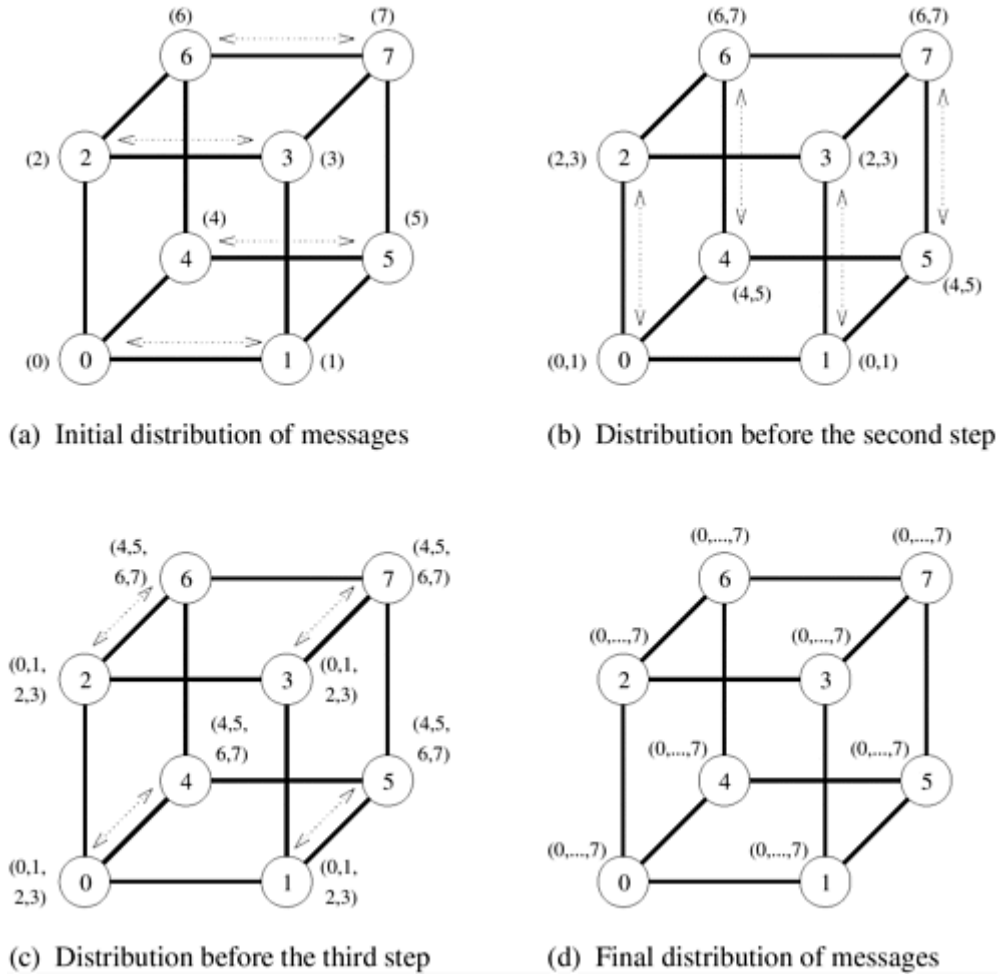 (6) (7) (6,7) (6,7)
6 7 6 7
(2) 2 3 (3) (2,3) 2 3 (2,3)
(4) (5)
4 5 4 5
(4,5) (4,5)
(0) 0 1 (1) (0,1) 0 1 (0,1)
(a) Initial distribution of messages
(b) Distribution before the second step
(4,5, (4,5, (0,...,7) (0,...,7)
6,7) 6 6,7) 7 6 7
(0,...,7) (0,...,7)
(0,1, 2 3 (0,1, 2 3
2,3) 2,3)
(4,5, (4,5,
6,7) 6,7) (0,...,7) (0,...,7)
4 5 4 5
(0,...,7) (0,...,7)
(0,1, 0 1 (0,1, 0 1
2,3) 2,3)
(c) Distribution before the third step
(d) Final distribution of messages